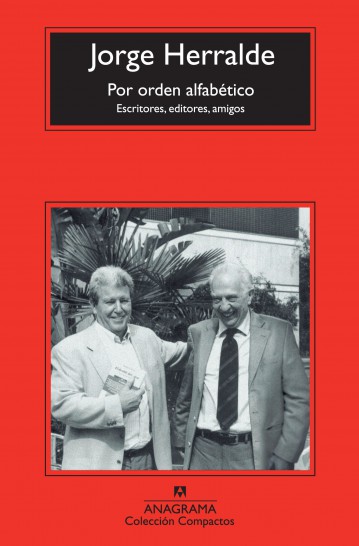 Jorge Herralde
Por orden alfabético
Escritores, editores, amigos
ANAGRAMA
Colección Compactos